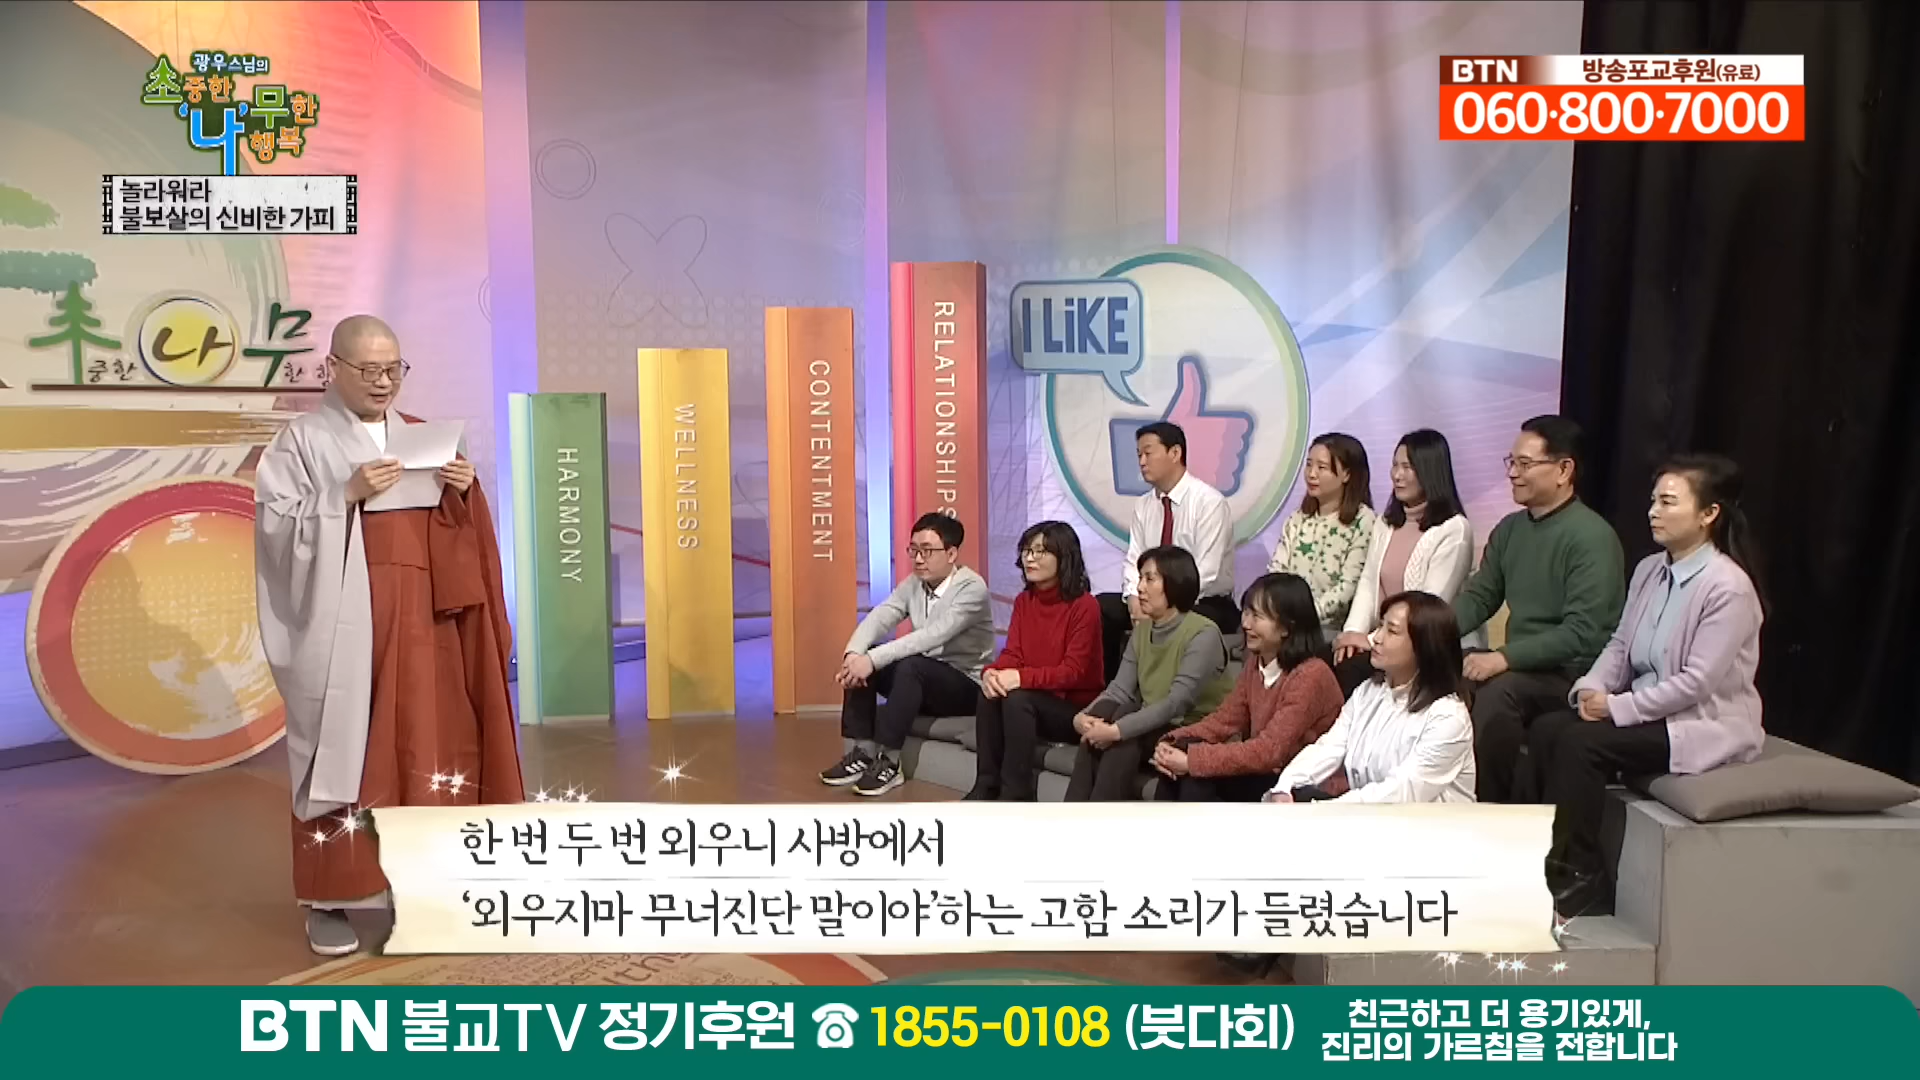 광우스님의
소중한
'나'무한
행복
놀라워라
불보살의 신비한 가피
BTN 방송포교후원(유료)
060·800·7000
나무
중한
HARMONY
WELLNESS
CONTENTMENT
RELATIONSHIPS
I LiKE
한 번 두 번 외우니 사방에서
'외우지마 무너진단 말이야'하는 고함 소리가 들렸습니다
BTN 불교TV 정기후원 ☎ 1855-0108 (붓다회)
친근하고 더 용기있게,
진리의 가르침을 전합니다